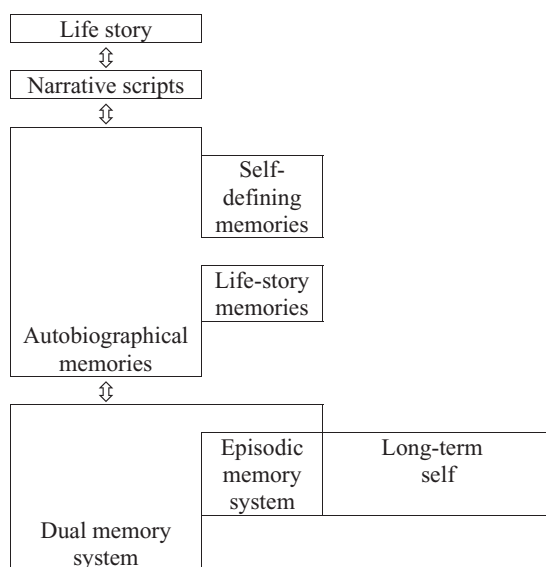 Life story
⇕
Narrative scripts
⇕
Self-
defining
memories
Life-story
memories
Autobiographical
memories
⇕
Episodic
memory
system
Long-term
self
Dual memory
system